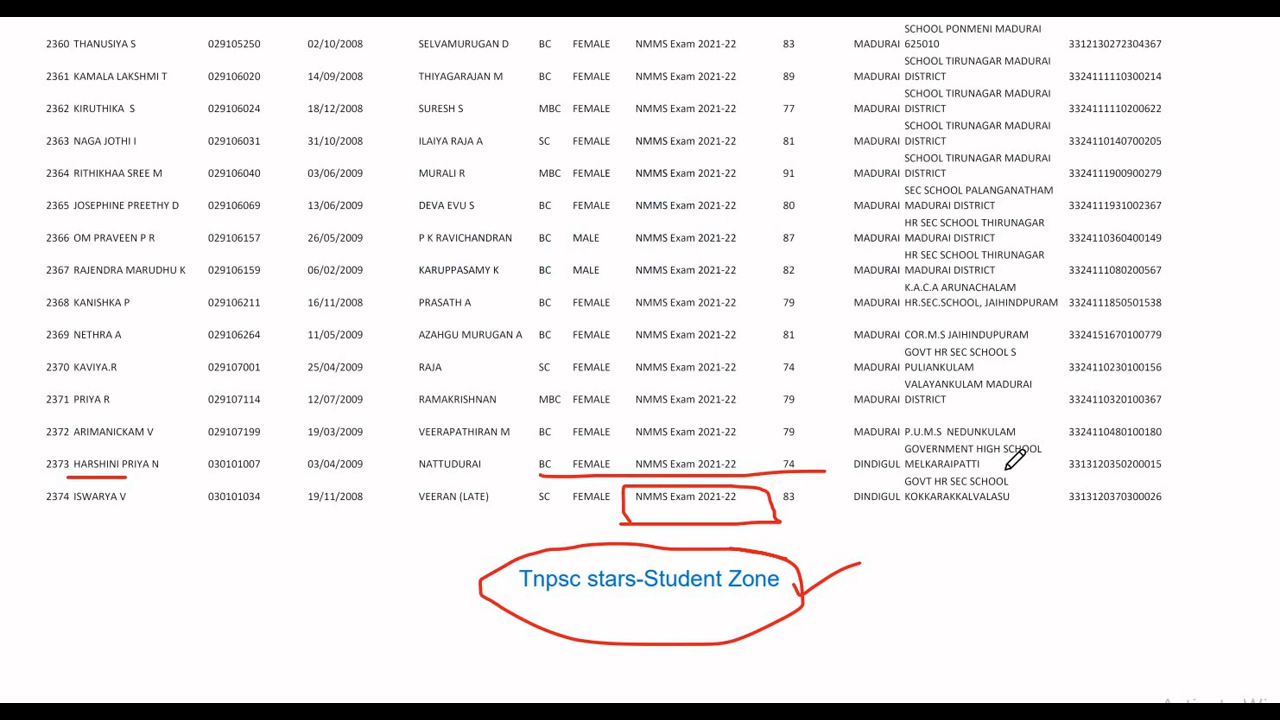 SCHOOL PONMENI MADURAI
2360 THANUSIYA S 029105250 02/10/2008 SELVAMURUGAN D BC FEMALE NMMS Exam 2021-22 83 MADURAI 625010 3312130272304367
SCHOOL TIRUNAGAR MADURAI
2361 KAMALA LAKSHMI T 029106020 14/09/2008 THIYAGARAJAN M BC FEMALE NMMS Exam 2021-22 89 MADURAI DISTRICT 3324111110300214
SCHOOL TIRUNAGAR MADURAI
2362 KIRUTHIKA S 029106024 18/12/2008 SURESH S MBC FEMALE NMMS Exam 2021-22 77 MADURAI DISTRICT 3324111110200622
SCHOOL TIRUNAGAR MADURAI
2363 NAGA JOTHI I 029106031 31/10/2008 ILAIYA RAJA A SC FEMALE NMMS Exam 2021-22 81 MADURAI DISTRICT 3324110140700205
SCHOOL TIRUNAGAR MADURAI
2364 RITHIKHAA SREE M 029106040 03/06/2009 MURALI R MBC FEMALE NMMS Exam 2021-22 91 MADURAI DISTRICT 3324111900900279
SEC SCHOOL PALANGANATHAM
2365 JOSEPHINE PREETHY D 029106069 13/06/2009 DEVA EVU S BC FEMALE NMMS Exam 2021-22 80 MADURAI MADURAI DISTRICT 3324111931002367
HR SEC SCHOOL THIRUNAGAR
2366 OM PRAVEEN P R 029106157 26/05/2009 P K RAVICHANDRAN BC MALE NMMS Exam 2021-22 87 MADURAI MADURAI DISTRICT 3324110360400149
HR SEC SCHOOL THIRUNAGAR
2367 RAJENDRA MARUDHU K 029106159 06/02/2009 KARUPPASAMY K BC MALE NMMS Exam 2021-22 82 MADURAI MADURAI DISTRICT 3324111080200567
K.A.C.A ARUNACHALAM
2368 KANISHKA P 029106211 16/11/2008 PRASATH A BC FEMALE NMMS Exam 2021-22 79 MADURAI HR.SEC.SCHOOL, JAIHINDPURAM 3324111850501538
2369 NETHRA A 029106264 11/05/2009 AZAHGU MURUGAN A BC FEMALE NMMS Exam 2021-22 81 MADURAI COR.M.S JAIHINDUPURAM 3324151670100779
GOVT HR SEC SCHOOL S
2370 KAVIYA.R 029107001 25/04/2009 RAJA SC FEMALE NMMS Exam 2021-22 74 MADURAI PULIANKULAM 3324110230100156
VALAYANKULAM MADURAI
2371 PRIYA R 029107114 12/07/2009 RAMAKRISHNAN MBC FEMALE NMMS Exam 2021-22 79 MADURAI DISTRICT 3324110320100367
2372 ARIMANICKAM V 029107199 19/03/2009 VEERAPATHIRAN M BC FEMALE NMMS Exam 2021-22 79 MADURAI P.U.M.S NEDUNKULAM 3324110480100180
GOVERNMENT HIGH SCHOOL
2373 HARSHINI PRIYA N 030101007 03/04/2009 NATTUDURAI BC FEMALE NMMS Exam 2021-22 74 DINDIGUL MELKARAIPATTI 3313120350200015
GOVT HR SEC SCHOOL
2374 ISWARYA V 030101034 19/11/2008 VEERAN (LATE) SC FEMALE NMMS Exam 2021-22 83 DINDIGUL KOKKARAKKALVALASU 3313120370300026
Tnpsc stars-Student Zone